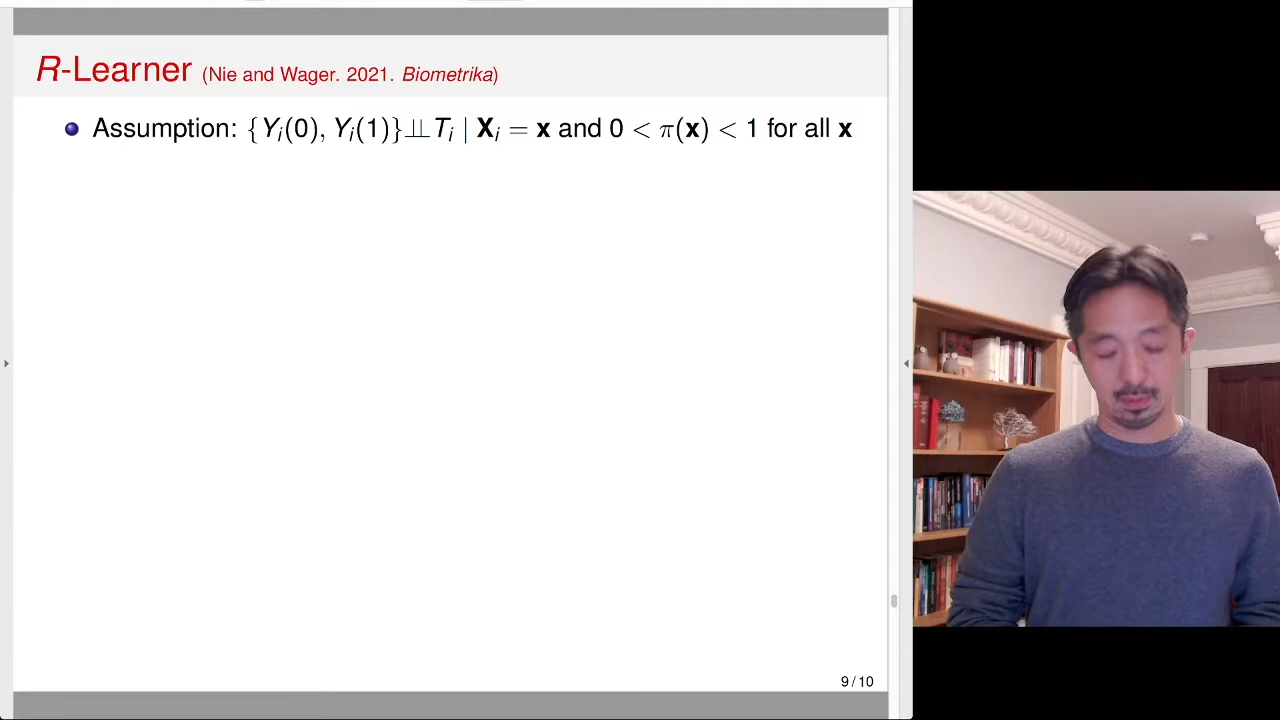 R-Learner (Nie and Wager. 2021. Biometrika)
Assumption: {Yᵢ(0), Yᵢ(1)}⫫Tᵢ | Xᵢ = x and 0 < π(x) < 1 for all x
9 / 10